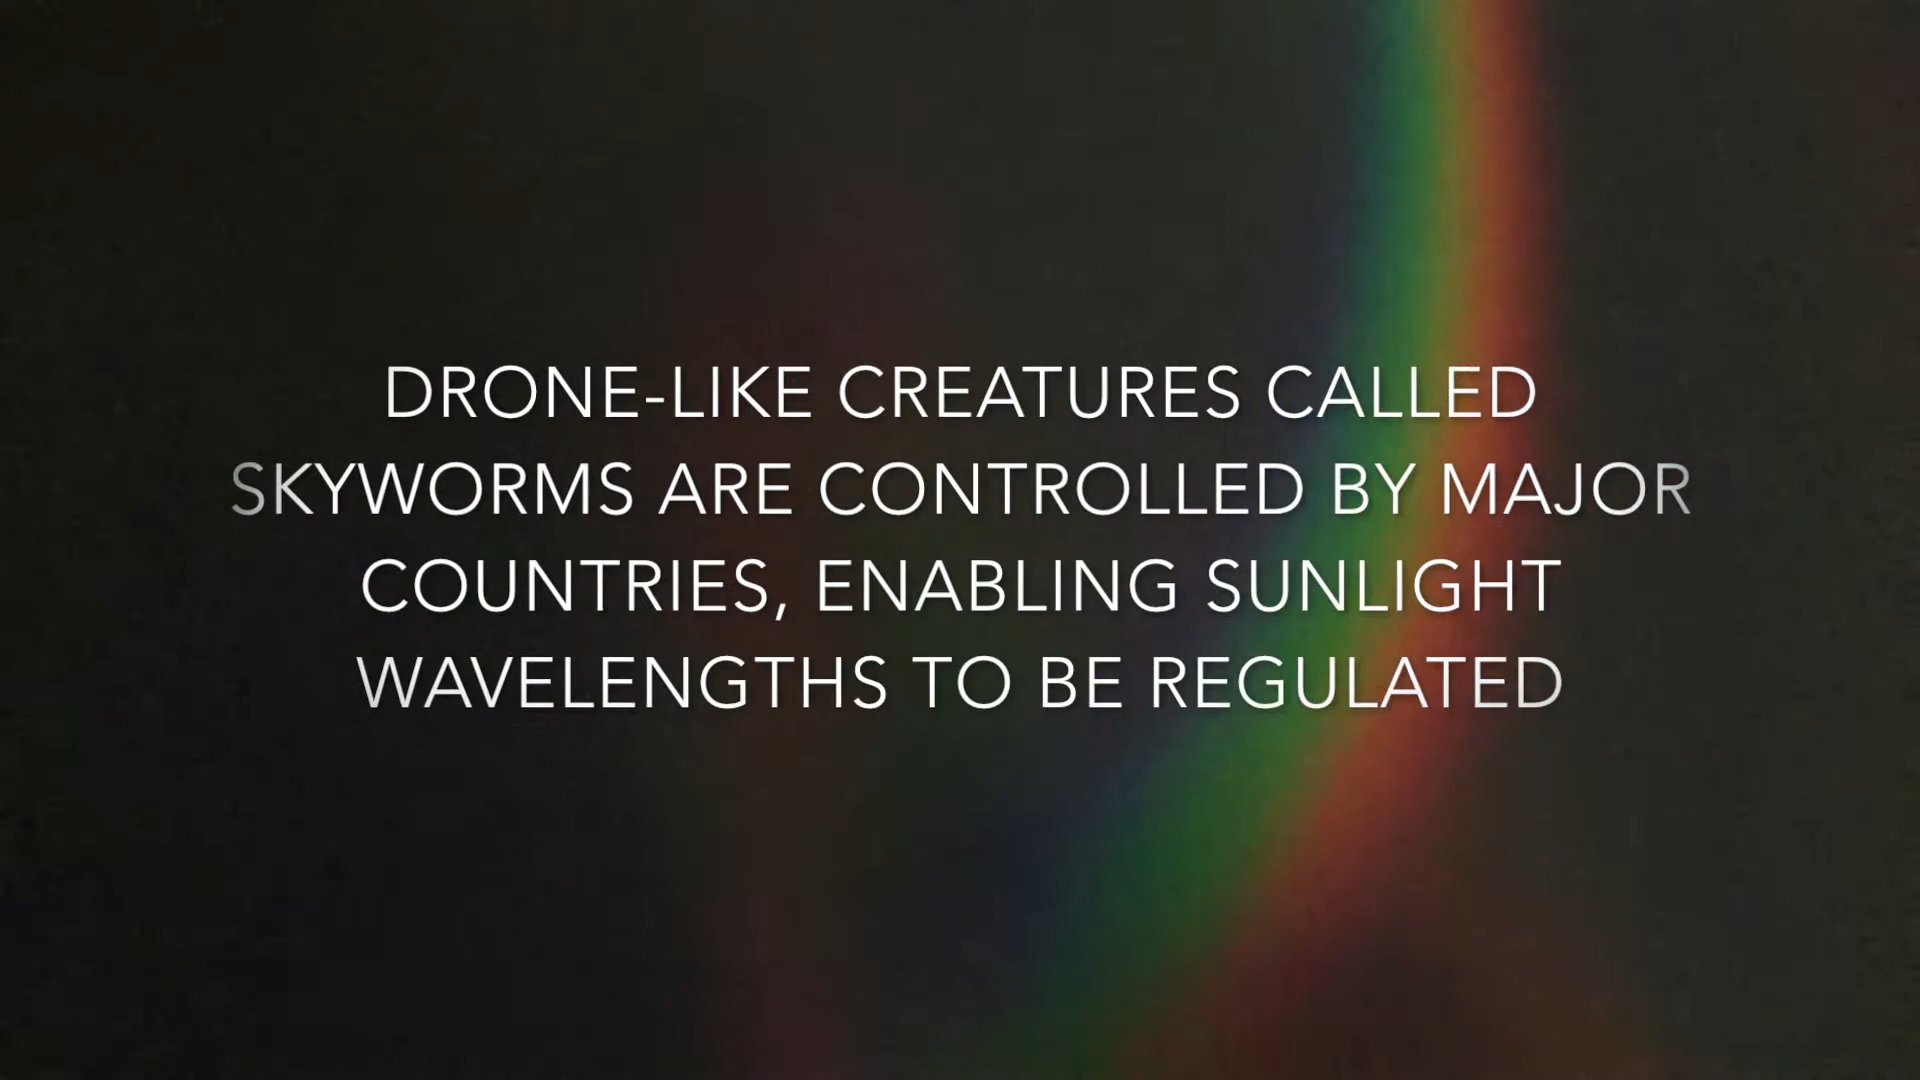 DRONE-LIKE CREATURES CALLED
SKYWORMS ARE CONTROLLED BY MAJOR
COUNTRIES, ENABLING SUNLIGHT
WAVELENGTHS TO BE REGULATED